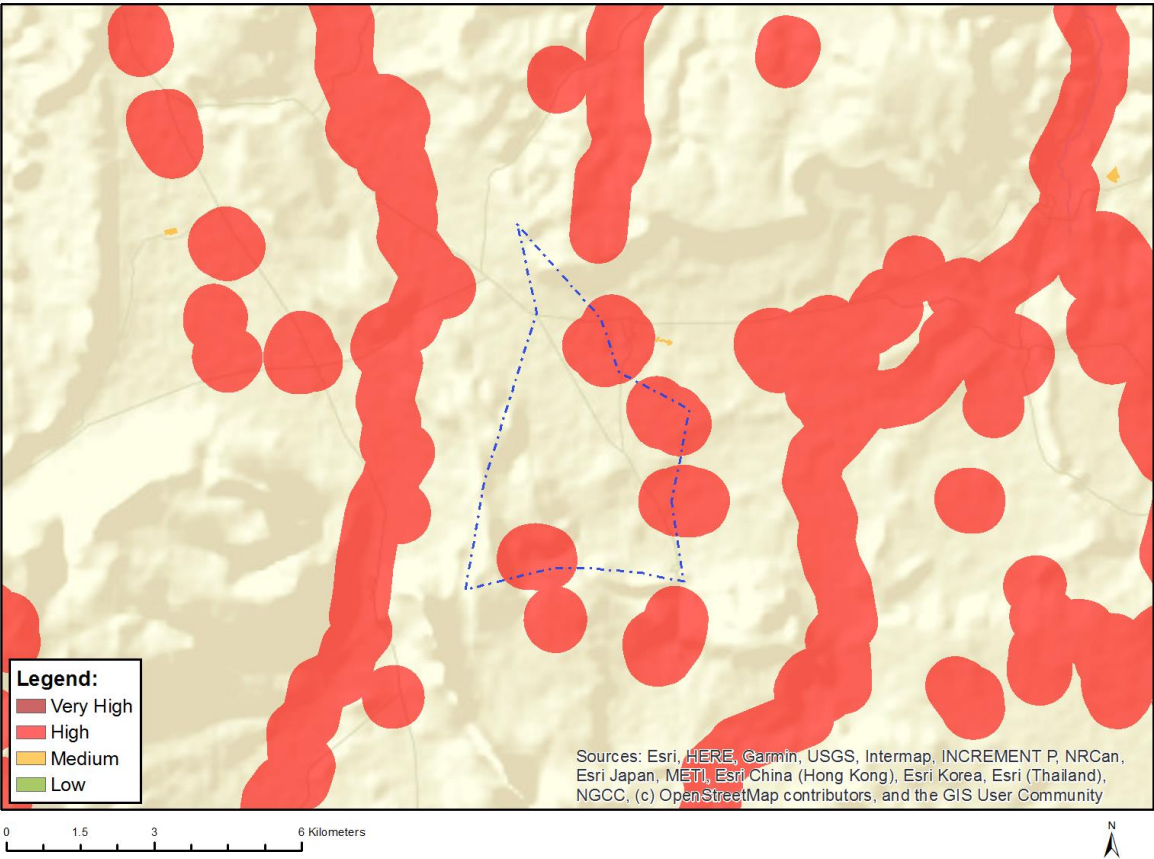 Legend:
Very High
High
Medium
Low
Sources: Esri, HERE, Garmin, USGS, Intermap, INCREMENT P, NRCan,
Esri Japan, METI, Esri China (Hong Kong), Esri Korea, Esri (Thailand),
NGCC, (c) OpenStreetMap contributors, and the GIS User Community
0 1.5 3 6 Kilometers
N